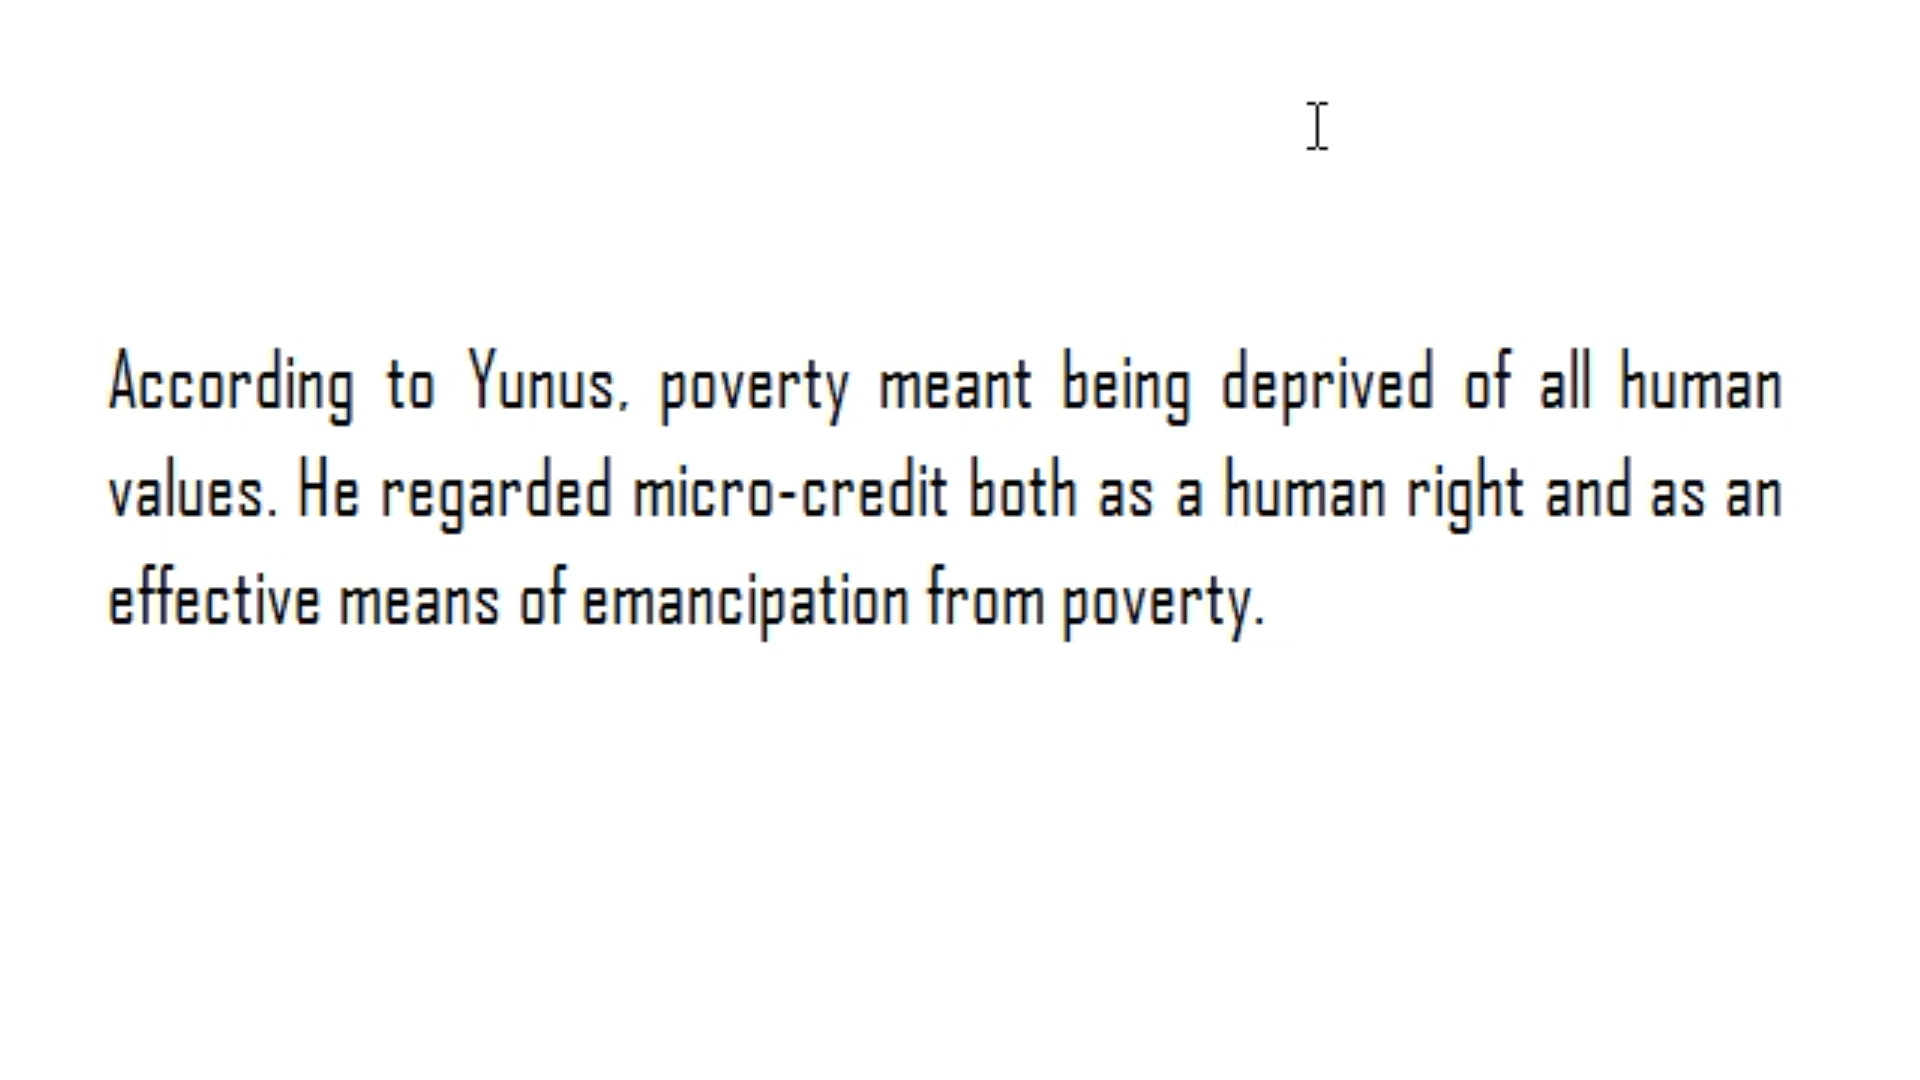 According to Yunus, poverty meant being deprived of all human
values. He regarded micro-credit both as a human right and as an
effective means of emancipation from poverty.